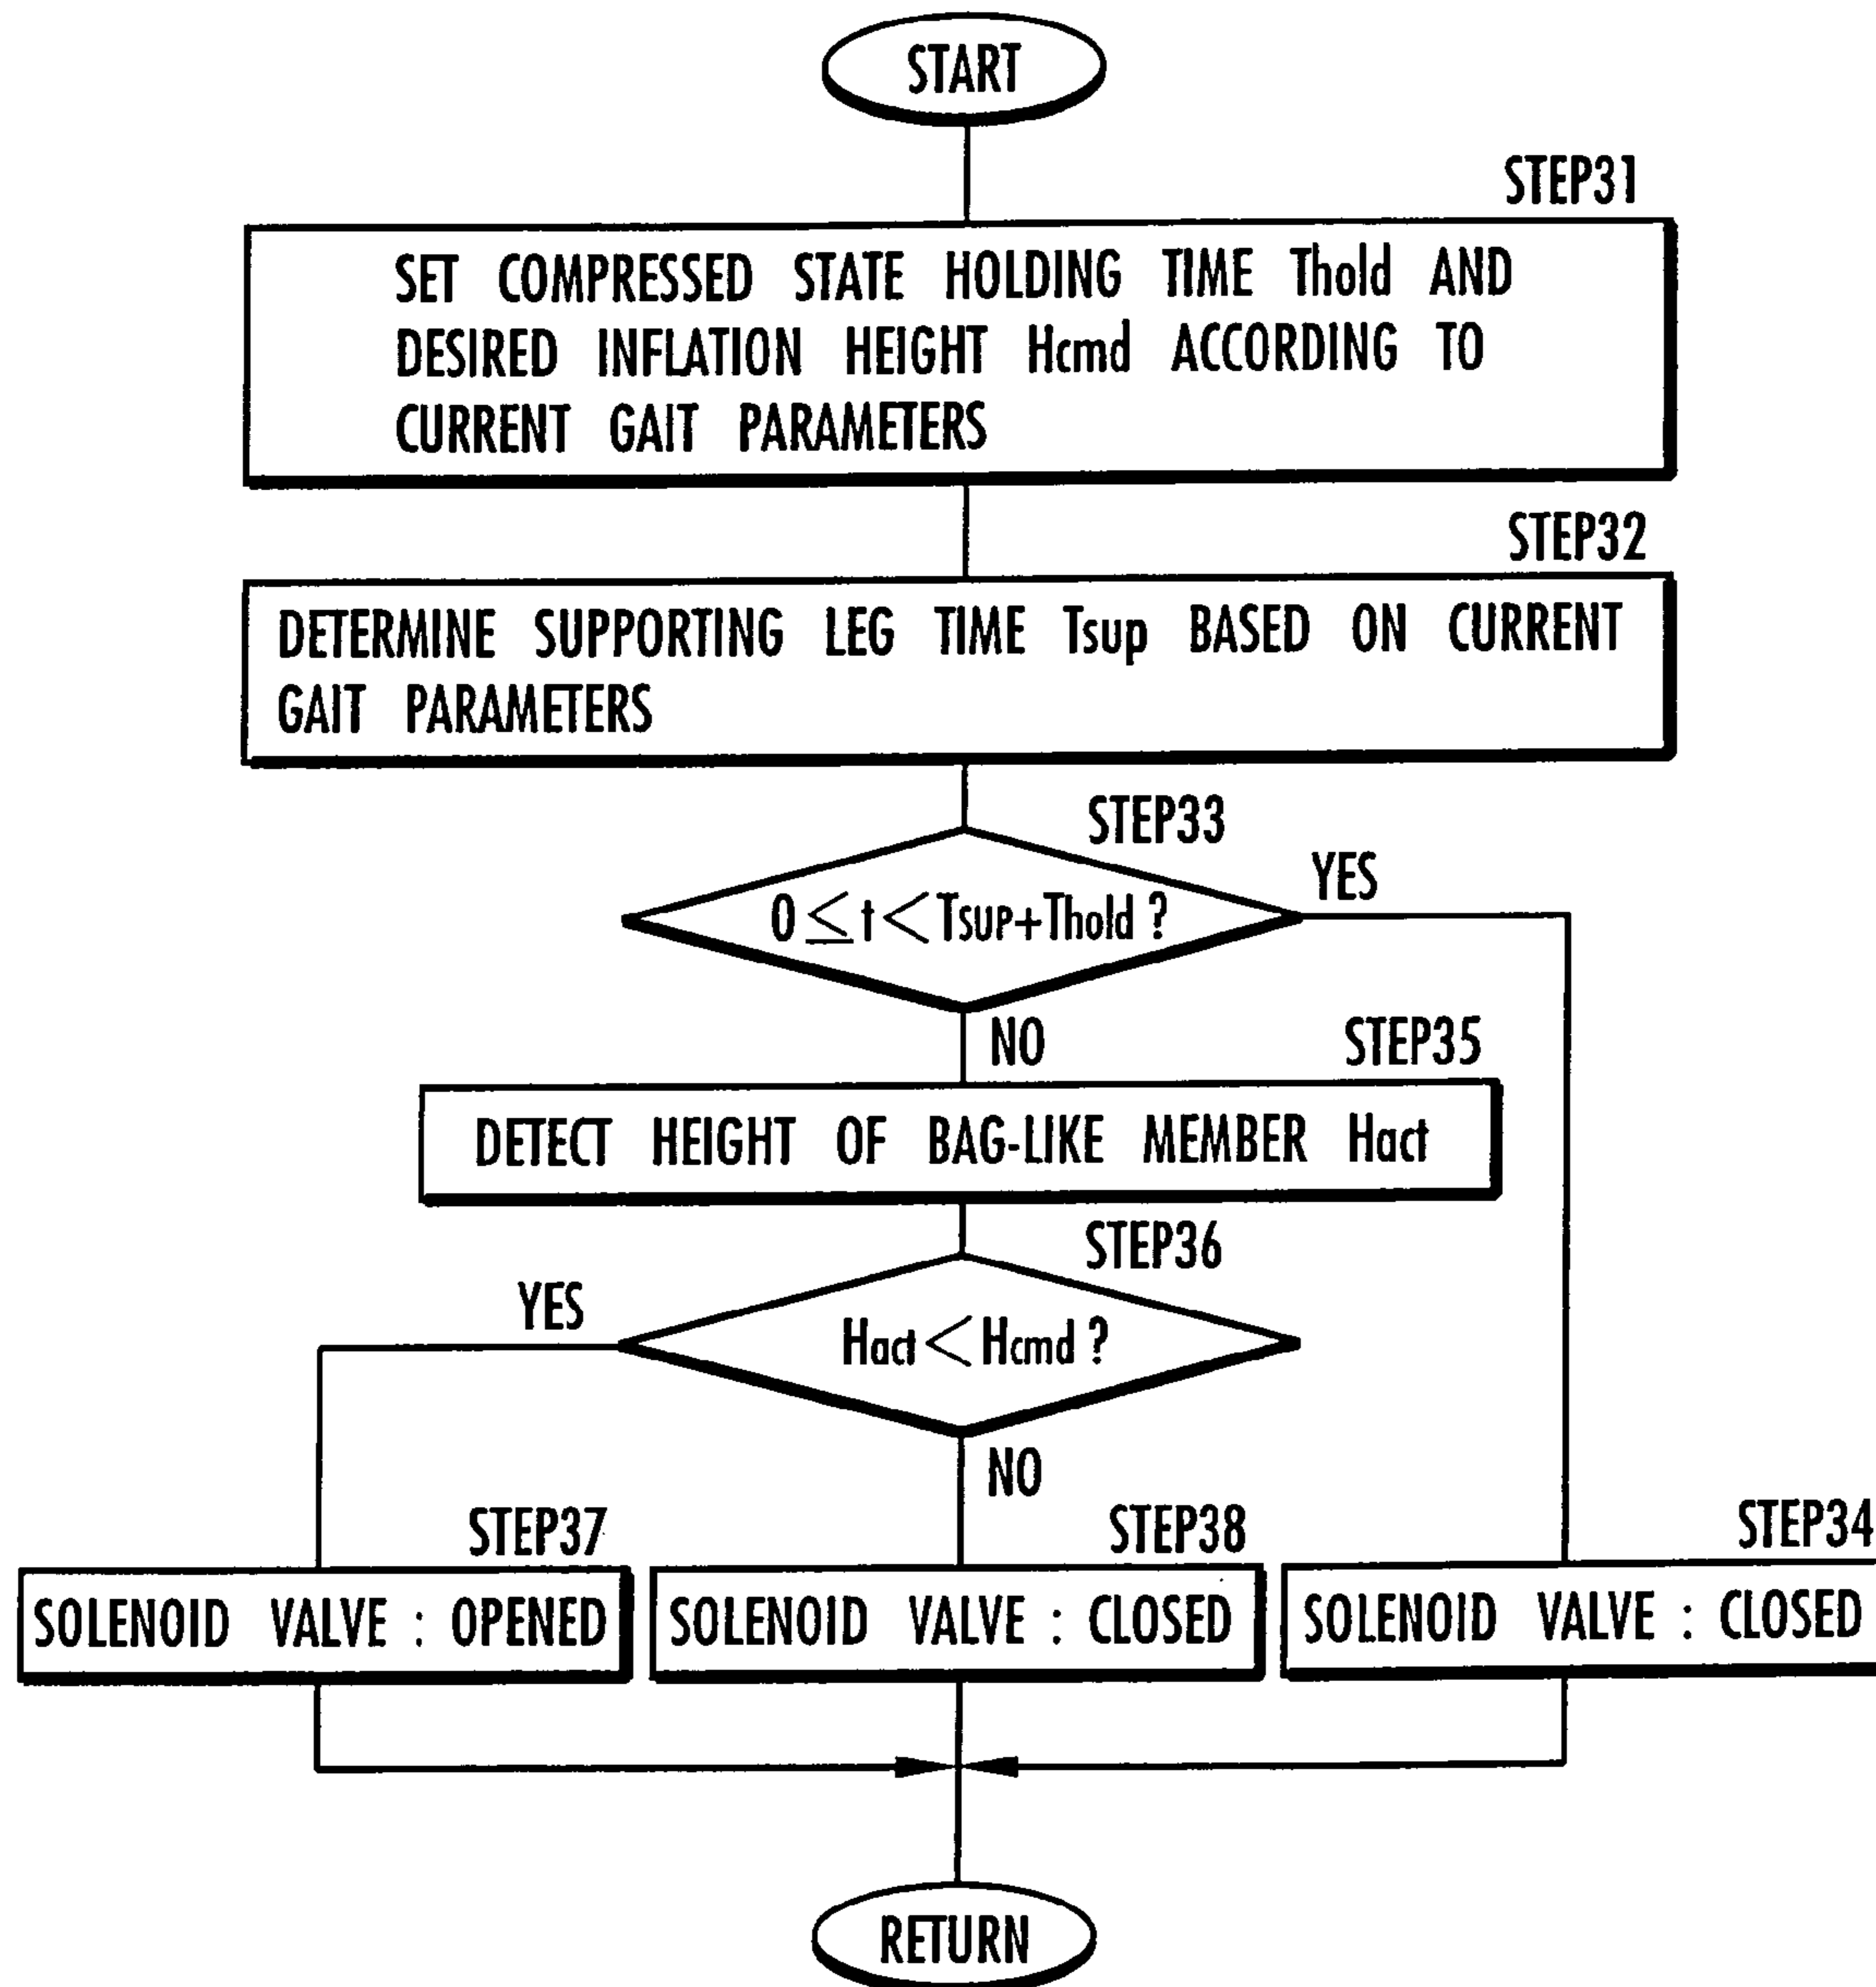 START
STEP31
SET COMPRESSED STATE HOLDING TIME Thold AND
DESIRED INFLATION HEIGHT Hcmd ACCORDING TO
CURRENT GAIT PARAMETERS
STEP32
DETERMINE SUPPORTING LEG TIME Tsup BASED ON CURRENT
GAIT PARAMETERS
STEP33
0≦t<TSUP+Thold?
YES
NO
STEP35
DETECT HEIGHT OF BAG-LIKE MEMBER Hact
STEP36
YES
Hact<Hcmd?
NO
STEP37
STEP38
STEP34
SOLENOID VALVE : OPENED
SOLENOID VALVE : CLOSED
SOLENOID VALVE : CLOSED
RETURN